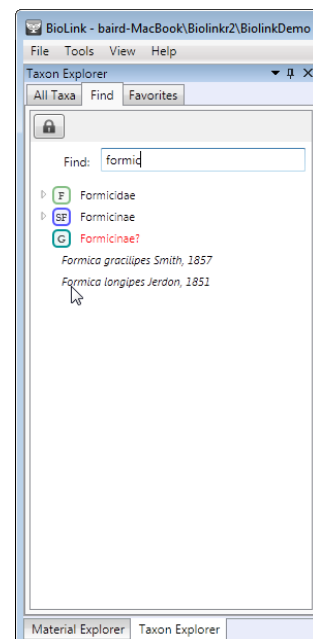 BioLink - baird-MacBook\Biolinkr2\BiolinkDemo
File Tools View Help
Taxon Explorer
All Taxa Find Favorites
Find: formic
F Formicidae
SF Formicinae
G Formicinae?
Formica gracilipes Smith, 1857
Formica longipes Jerdon, 1851
Material Explorer Taxon Explorer